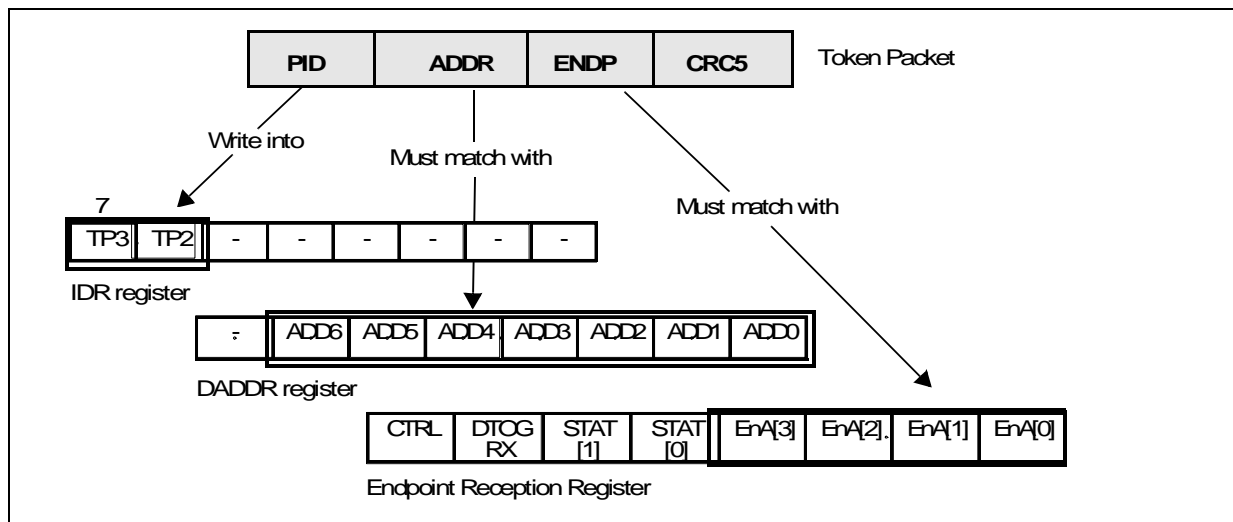 PID ADDR ENDP CRC5 Token Packet
Write into
Must match with
Must match with
7
TP3 TP2 - - - - - -
IDR register
- ADD6 ADD5 ADD4 ADD3 ADD2 ADD1 ADD0
DADDR register
CTRL DTOG RX STAT [1] STAT [0] EnA[3] EnA[2] EnA[1] EnA[0]
Endpoint Reception Register